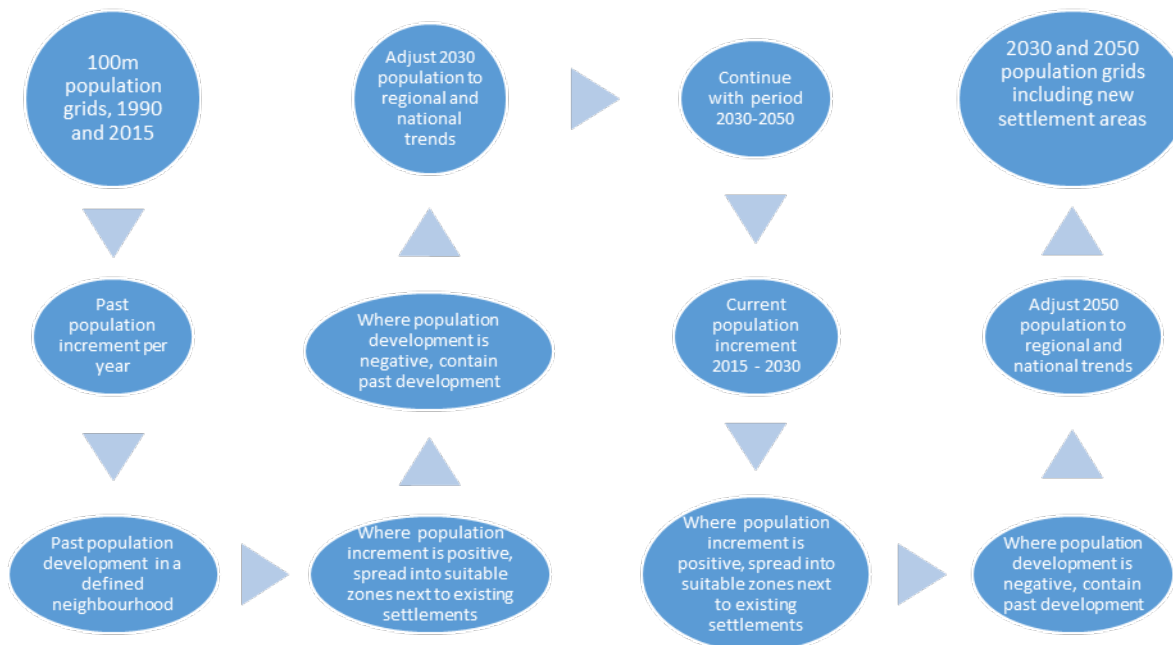 100m
population
grids, 1990
and 2015
Past
population
increment per
year
Past population
development in a
defined
neighbourhood
Where population
increment is positive,
spread into suitable
zones next to existing
settlements
Where population
development is
negative, contain
past development
Adjust 2030
population to
regional and
national
trends
Continue
with period
2030-2050
Current
population
increment
2015 - 2030
Where population
increment is
positive, spread into
suitable zones next
to existing
settlements
Where population
development is
negative, contain
past development
Adjust 2050
population to
regional and
national trends
2030 and 2050
population grids
including new
settlement areas